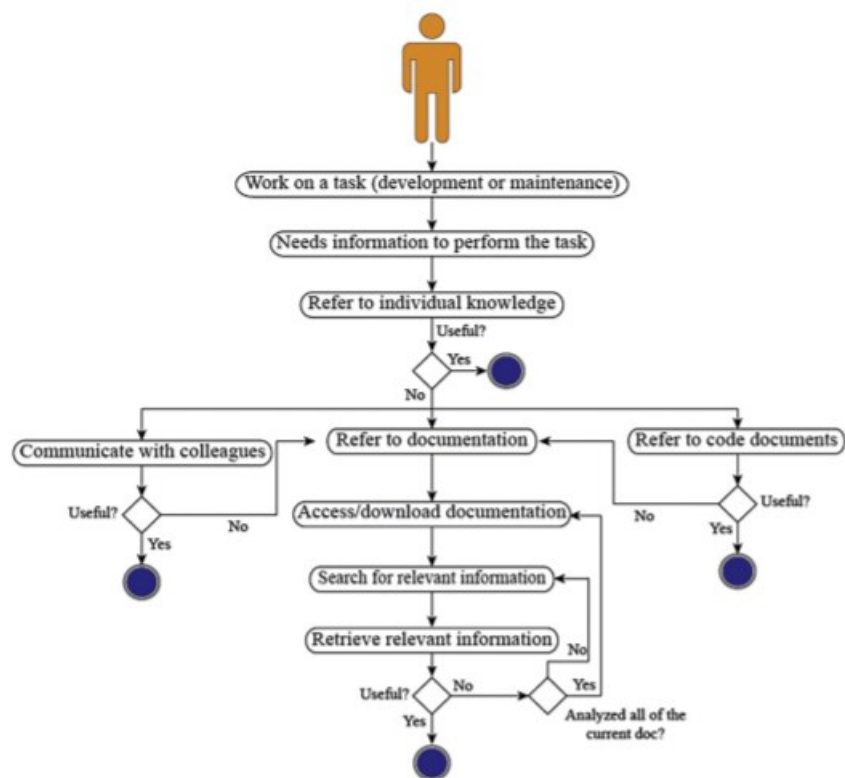 Work on a task (development or maintenance)
Needs information to perform the task
Refer to individual knowledge
Useful?
Yes
No
Communicate with colleagues
Refer to documentation
Refer to code documents
Useful?
No
Yes
Useful?
No
Yes
Access/download documentation
Search for relevant information
Retrieve relevant information
Useful?
No
Yes
No
Yes
Analyzed all of the
current doc?